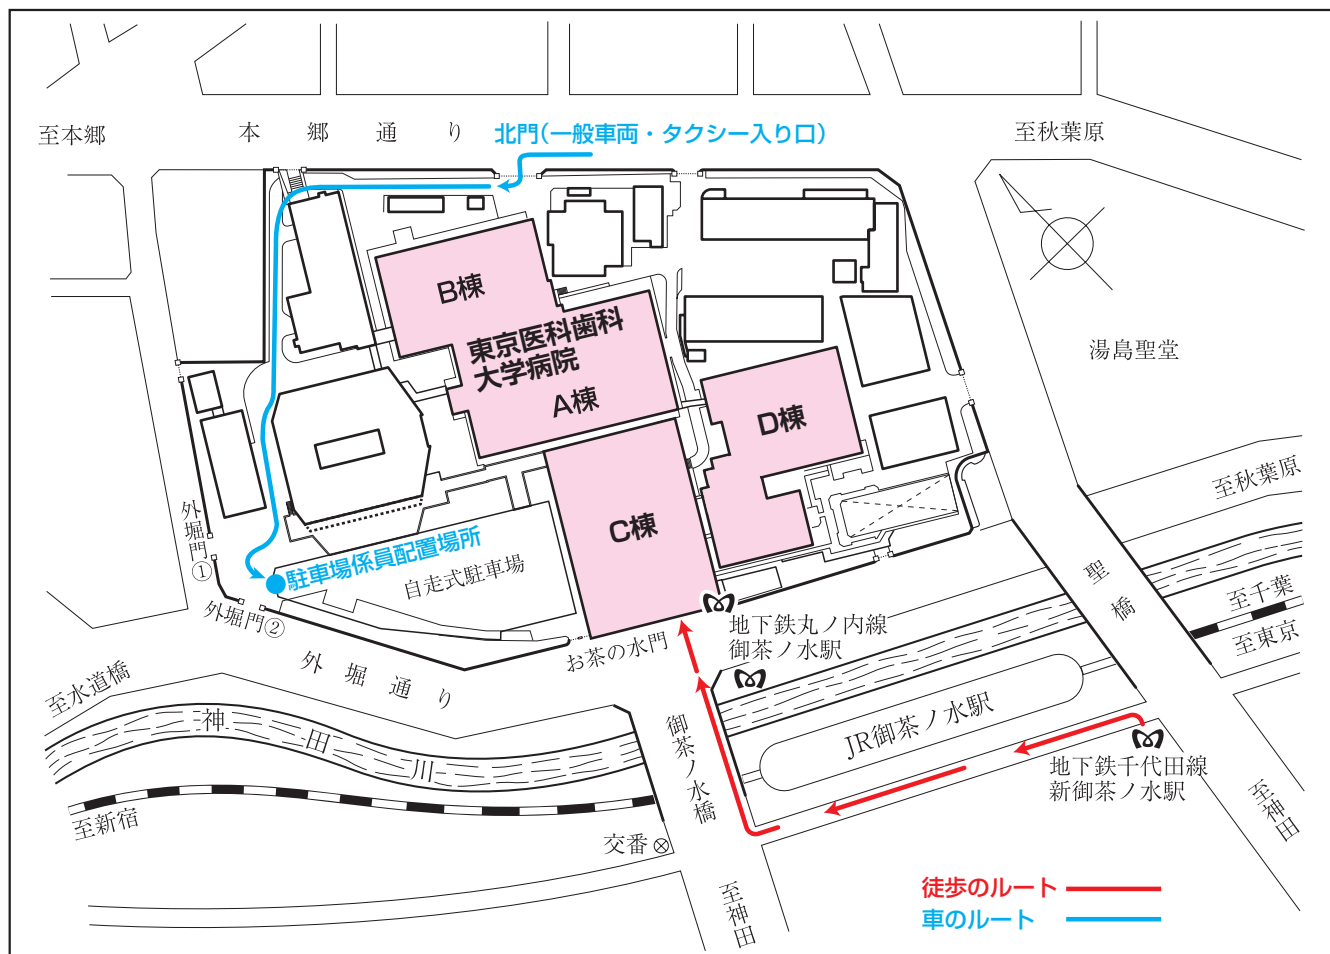 至本郷
本郷通り
北門(一般車両・タクシー入り口)
至秋葉原
B棟
東京医科歯科
大学病院
A棟
D棟
C棟
湯島聖堂
至秋葉原
外堀門①
駐車場係員配置場所
自走式駐車場
外堀門②
外堀通り
お茶の水門
地下鉄丸ノ内線
御茶ノ水駅
聖橋
至千葉
至東京
至水道橋
神田川
御茶ノ水橋
JR御茶ノ水駅
地下鉄千代田線
新御茶ノ水駅
至新宿
交番
至神田
至神田
徒歩のルート
車のルート